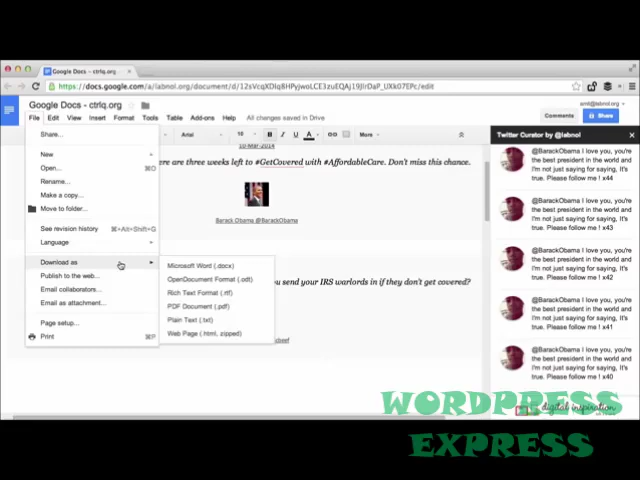 Google Docs - ctrlq.org
https://docs.google.com/a/labnol.org/document/d/12sVcqXDlq8HPyjwoLCE3zuEQAj19jlrDaP_UXk07EPc/edit
Google Docs - ctrlq.org
amit@labnol.org
File Edit View Insert Format Tools Table Add-ons Help All changes saved in Drive
Comments
Share
Arial
B I U A
More
Twitter Curator by @labnol
Share...
New
Open... ⌘O
Rename...
Make a copy...
Move to folder...
See revision history ⌘+Alt+Shift+G
Language
Download as
Publish to the web...
Email collaborators...
Email as attachment...
Page setup...
Print ⌘P
Microsoft Word (.docx)
OpenDocument Format (.odt)
Rich Text Format (.rtf)
PDF Document (.pdf)
Plain Text (.txt)
Web Page (.html, zipped)
10-Mar-2014
ere are three weeks left to #GetCovered with #AffordableCare. Don't miss this chance.
Barack Obama @BarackObama
you send your IRS warlords in if they don't get covered?
@BarackObama I love you, you're
the best president in the world and
I'm not just saying for saying, It's
true. Please follow me ! x44
@BarackObama I love you, you're
the best president in the world and
I'm not just saying for saying, It's
true. Please follow me ! x43
@BarackObama I love you, you're
the best president in the world and
I'm not just saying for saying, It's
true. Please follow me ! x42
@BarackObama I love you, you're
the best president in the world and
I'm not just saying for saying, It's
true. Please follow me ! x41
@BarackObama I love you, you're
the best president in the world and
I'm not just saying for saying, It's
true. Please follow me ! x40
digital inspiration
WORDPRESS
EXPRESS